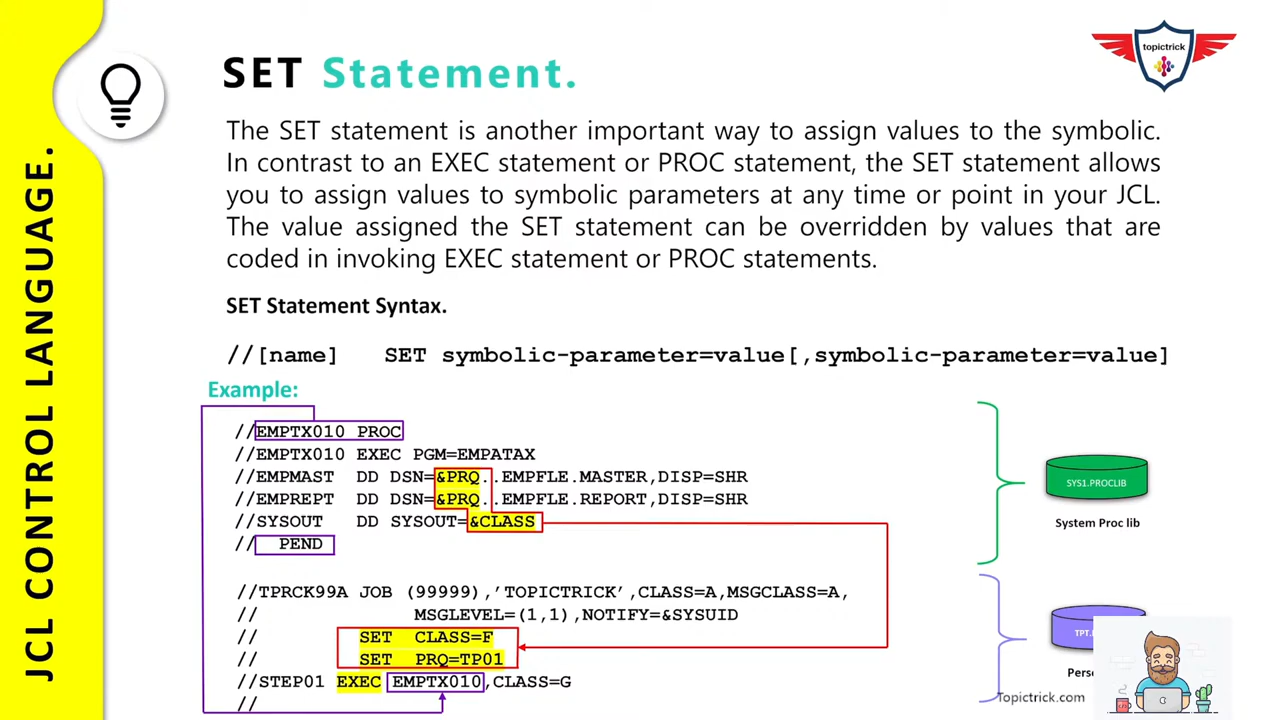 topictrick
SET Statement.
JCL CONTROL LANGUAGE.
The SET statement is another important way to assign values to the symbolic.
In contrast to an EXEC statement or PROC statement, the SET statement allows
you to assign values to symbolic parameters at any time or point in your JCL.
The value assigned the SET statement can be overridden by values that are
coded in invoking EXEC statement or PROC statements.
SET Statement Syntax.
//[name] SET symbolic-parameter=value[,symbolic-parameter=value]
Example:
//EMPTX010 PROC
//EMPTX010 EXEC PGM=EMPATAX
//EMPMAST DD DSN=&PRQ..EMPFLE.MASTER,DISP=SHR
//EMPREPT DD DSN=&PRQ..EMPFLE.REPORT,DISP=SHR
//SYSOUT DD SYSOUT=&CLASS
// PEND
SYS1.PROCLIB
System Proc lib
//TPRCK99A JOB (99999),’TOPICTRICK’,CLASS=A,MSGCLASS=A,
// MSGLEVEL=(1,1),NOTIFY=&SYSUID
// SET CLASS=F
// SET PRQ=TP01
//STEP01 EXEC EMPTX010,CLASS=G
//
Topictrick.com